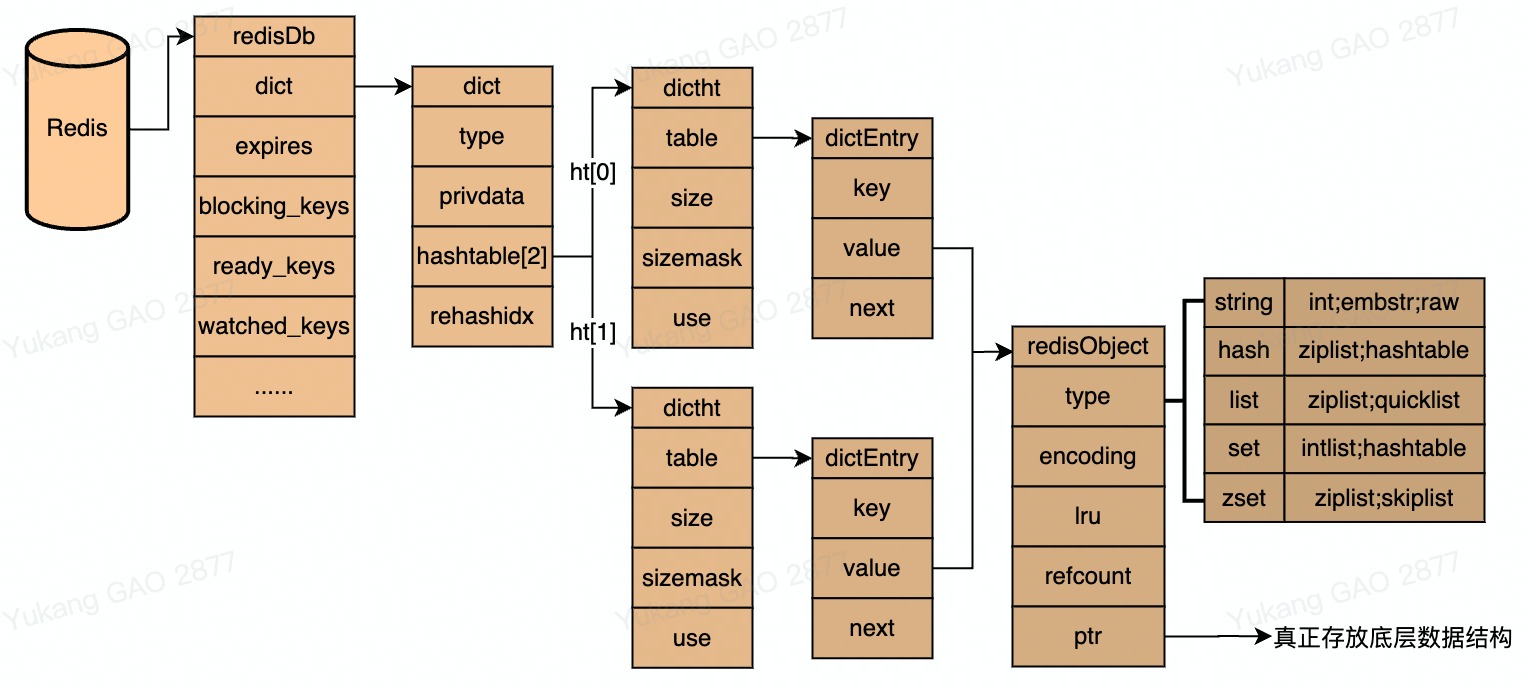 Redis
redisDb
dict
expires
blocking_keys
ready_keys
watched_keys
......
dict
type
privdata
hashtable[2]
rehashidx
ht[0]
ht[1]
dictht
table
size
sizemask
use
dictht
table
size
sizemask
use
dictEntry
key
value
next
dictEntry
key
value
next
redisObject
type
encoding
lru
refcount
ptr
string int;embstr;raw
hash ziplist;hashtable
list ziplist;quicklist
set intlist;hashtable
zset ziplist;skiplist
真正存放底层数据结构
Yukang GAO 2877
Yukang GAO 2877
Yukang GAO 2877
Yukang GAO 2877
Yukang GAO 2877
Yukang GAO 2877
Yukang GAO 2877
Yukang GAO 2877